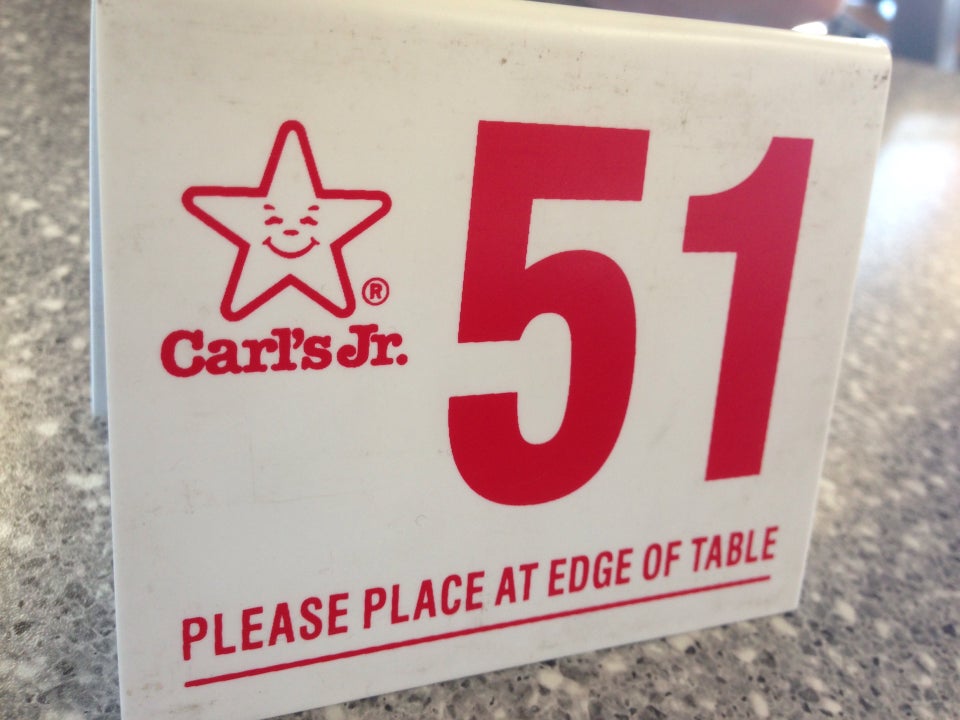 51
®
Carl's Jr.
PLEASE PLACE AT EDGE OF TABLE